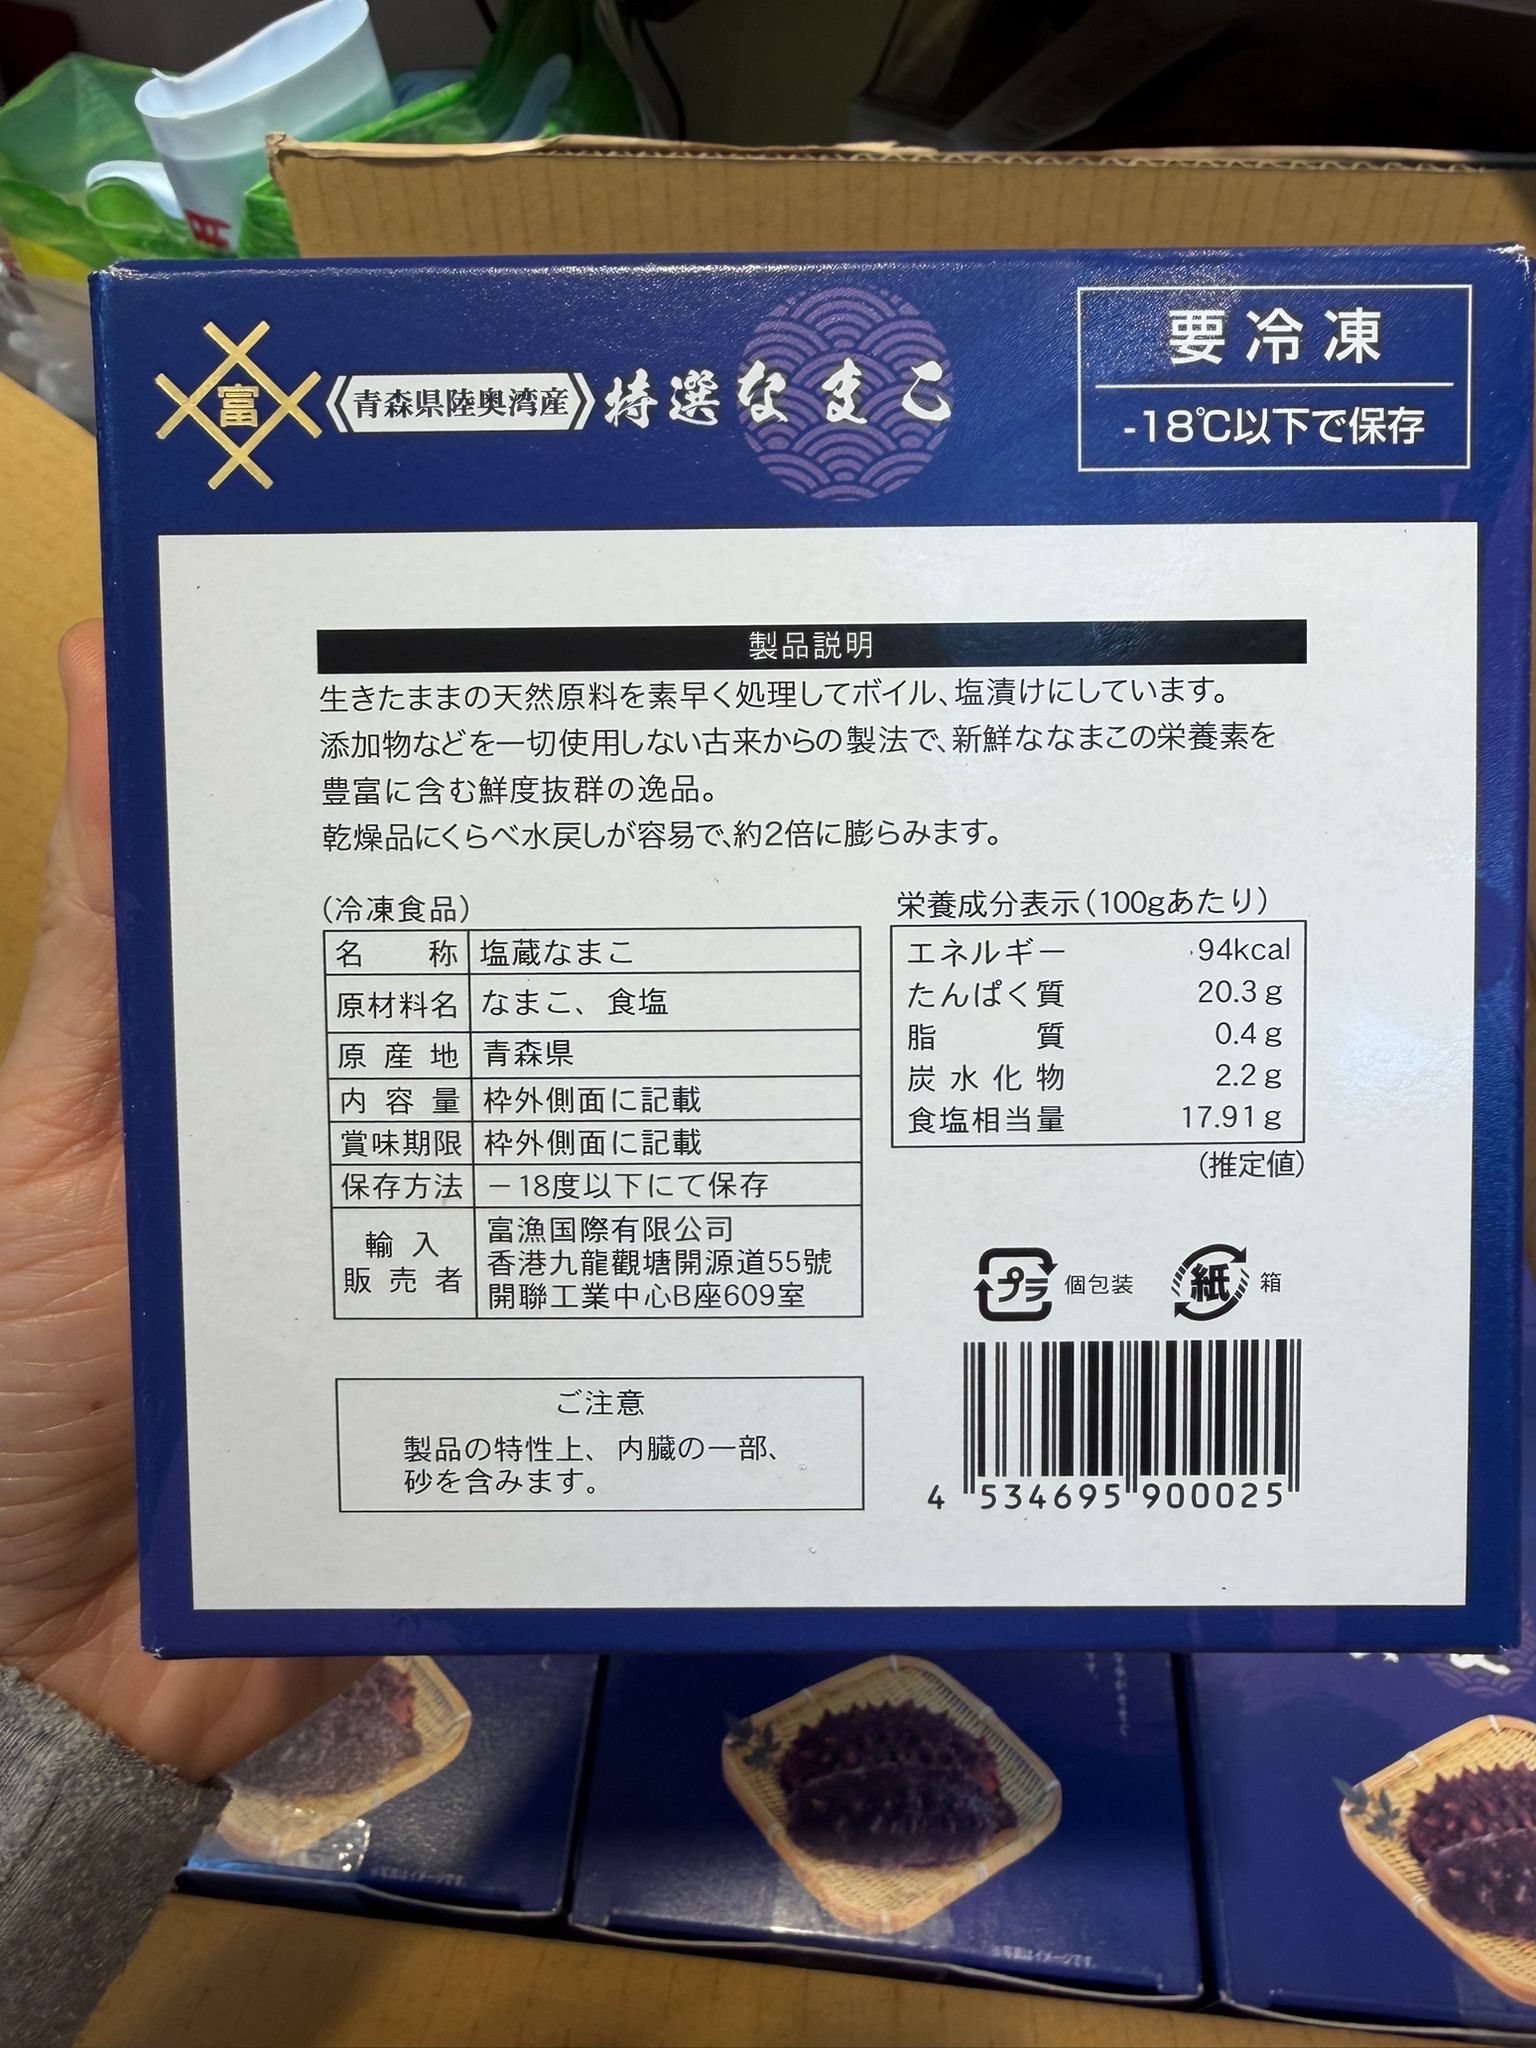 富
青森県陸奥湾産
特選なまこ
要冷凍
-18℃以下で保存
製品説明
生きたままの天然原料を素早く処理してボイル、塩漬けにしています。
添加物などを一切使用しない古来からの製法で、新鮮ななまこの栄養素を
豊富に含む鮮度抜群の逸品。
乾燥品にくらべ水戻しが容易で、約2倍に膨らみます。
(冷凍食品)
名称 塩蔵なまこ
原材料名 なまこ、食塩
原産地 青森県
内容量 枠外側面に記載
賞味期限 枠外側面に記載
保存方法 －18度以下にて保存
輸入販売者 富漁国際有限公司
香港九龍觀塘開源道55號
開聯工業中心B座609室
栄養成分表示(100gあたり)
エネルギー 94kcal
たんぱく質 20.3g
脂質 0.4g
炭水化物 2.2g
食塩相当量 17.91g
(推定値)
プラ 個包装
紙 箱
ご注意
製品の特性上、内臓の一部、
砂を含みます。
4 534695 900025